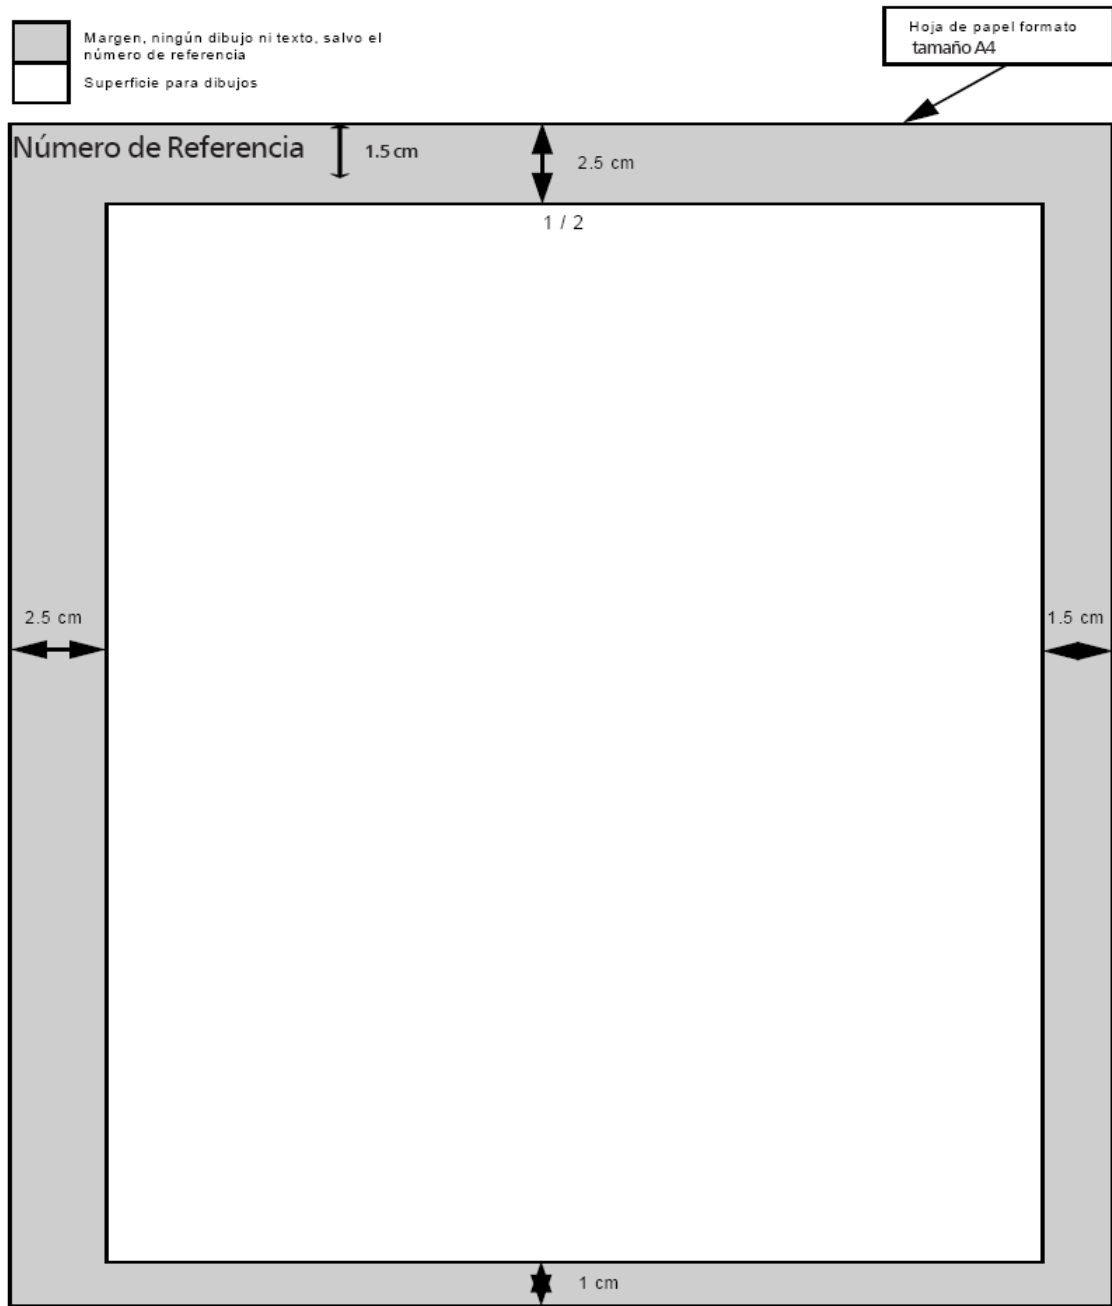 Margen, ningún dibujo ni texto, salvo el
número de referencia
Superficie para dibujos
Hoja de papel formato
tamaño A4
Número de Referencia
1.5 cm
2.5 cm
1 / 2
2.5 cm
1.5 cm
1 cm